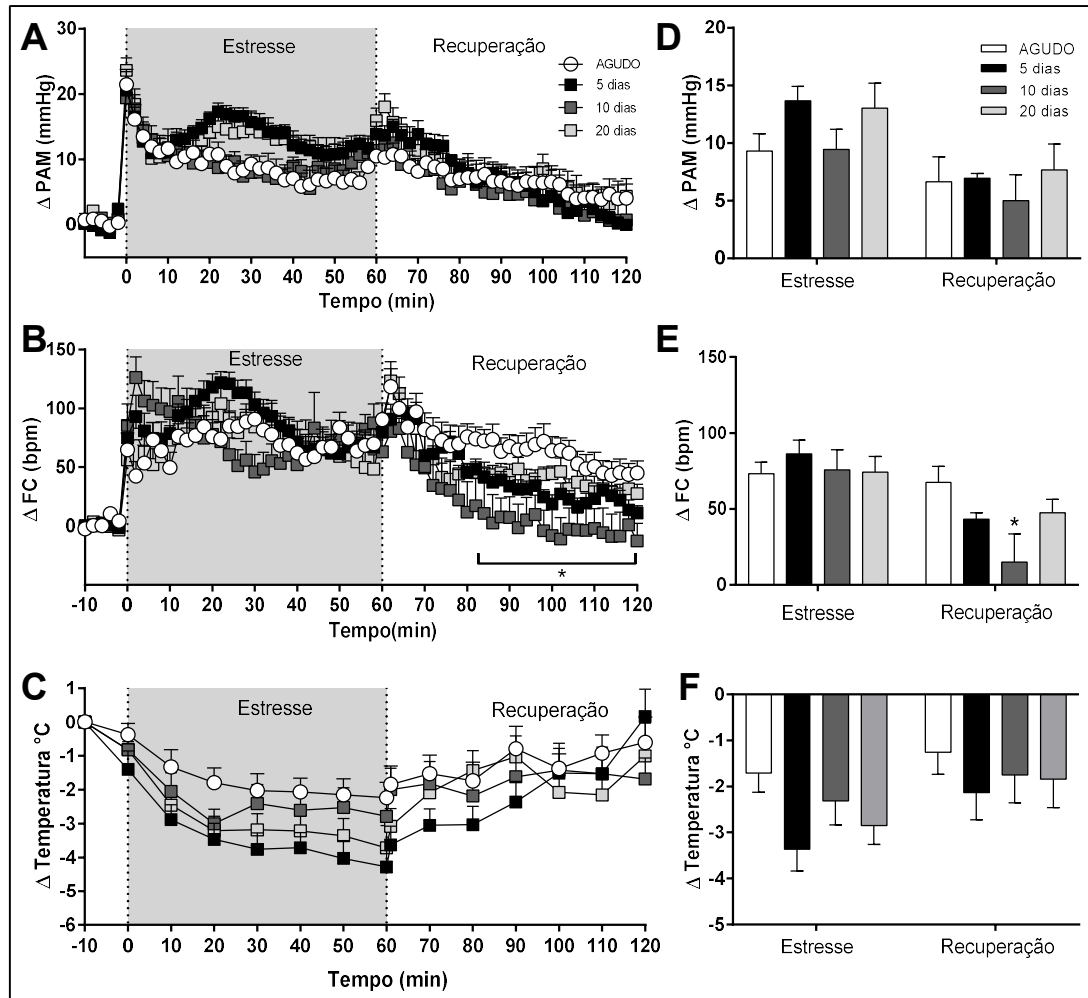 A
Δ PAM (mmHg)
30
20
10
0
Estresse
Recuperação
AGUDO
5 dias
10 dias
20 dias
-10 0 10 20 30 40 50 60 70 80 90 100 110 120
Tempo (min)
D
Δ PAM (mmHg)
20
15
10
5
0
AGUDO
5 dias
10 dias
20 dias
Estresse Recuperação
B
Δ FC (bpm)
150
100
50
0
Estresse
Recuperação
*
-10 0 10 20 30 40 50 60 70 80 90 100 110 120
Tempo(min)
E
Δ FC (bpm)
150
100
50
0
*
Estresse Recuperação
C
Δ Temperatura °C
1
0
-1
-2
-3
-4
-5
-6
Estresse
Recuperação
-10 0 10 20 30 40 50 60 70 80 90 100 110 120
Tempo (min)
F
Δ Temperatura °C
0
-1
-2
-3
-4
-5
Estresse Recuperação